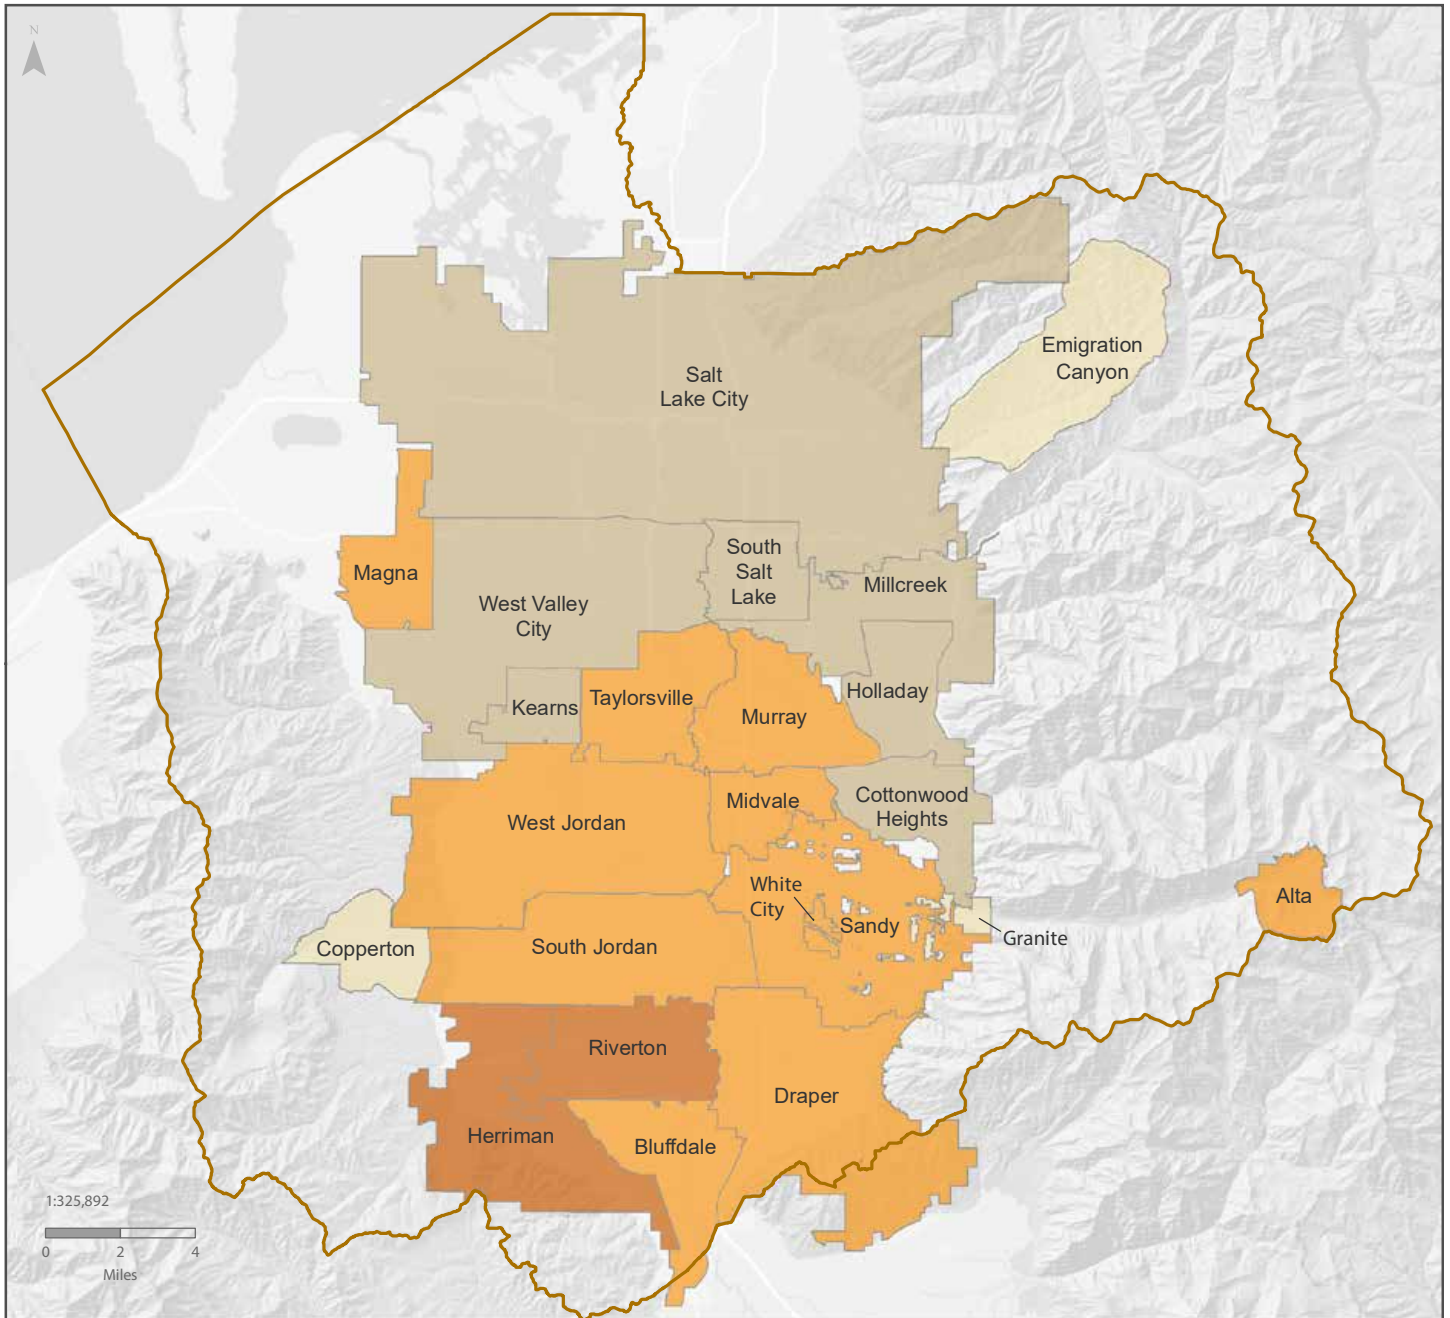 N
Emigration
Canyon
Salt
Lake City
South
Salt
Lake
Magna
Millcreek
West Valley
City
Holladay
Taylorsville
Kearns
Murray
Cottonwood
Heights
Midvale
West Jordan
White
City
Alta
Sandy
Granite
South Jordan
Copperton
Riverton
Draper
Herriman
Bluffdale
1:325,892
0 2 4
Miles